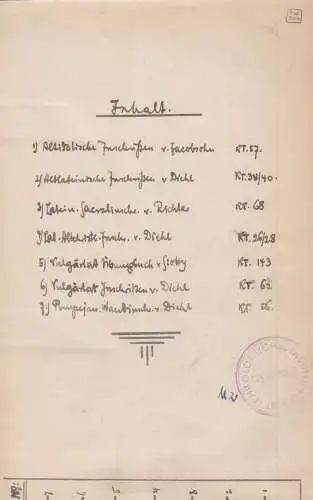 Inhalt.
1) Altitalische Inschriften v. Jacobsohn KT. 57.
2) Altlateinische Inschriften v. Diehl KT. 38/40.
3) Latein. Sacralinschr. v. Richter KT. 68
4) Lat. Altchristl. Inschr. v. Diehl KT. 26/28
5) Vulgärlat Übungsbuch v. Slotty KT. 143
6) Vulgärlat Inschriften v. Diehl KT. 62.
7.) Pompejan. Wandinschr. v. Diehl KT. 56.